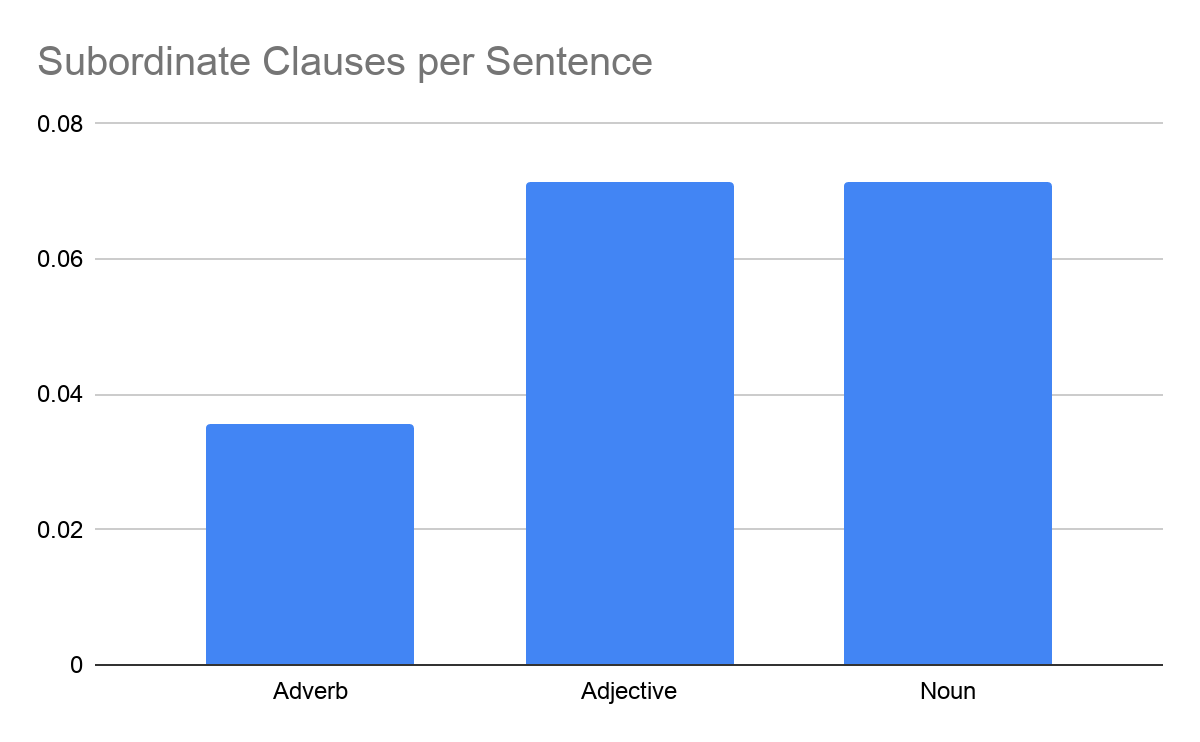 Subordinate Clauses per Sentence
0.08
0.06
0.04
0.02
0
Adverb Adjective Noun